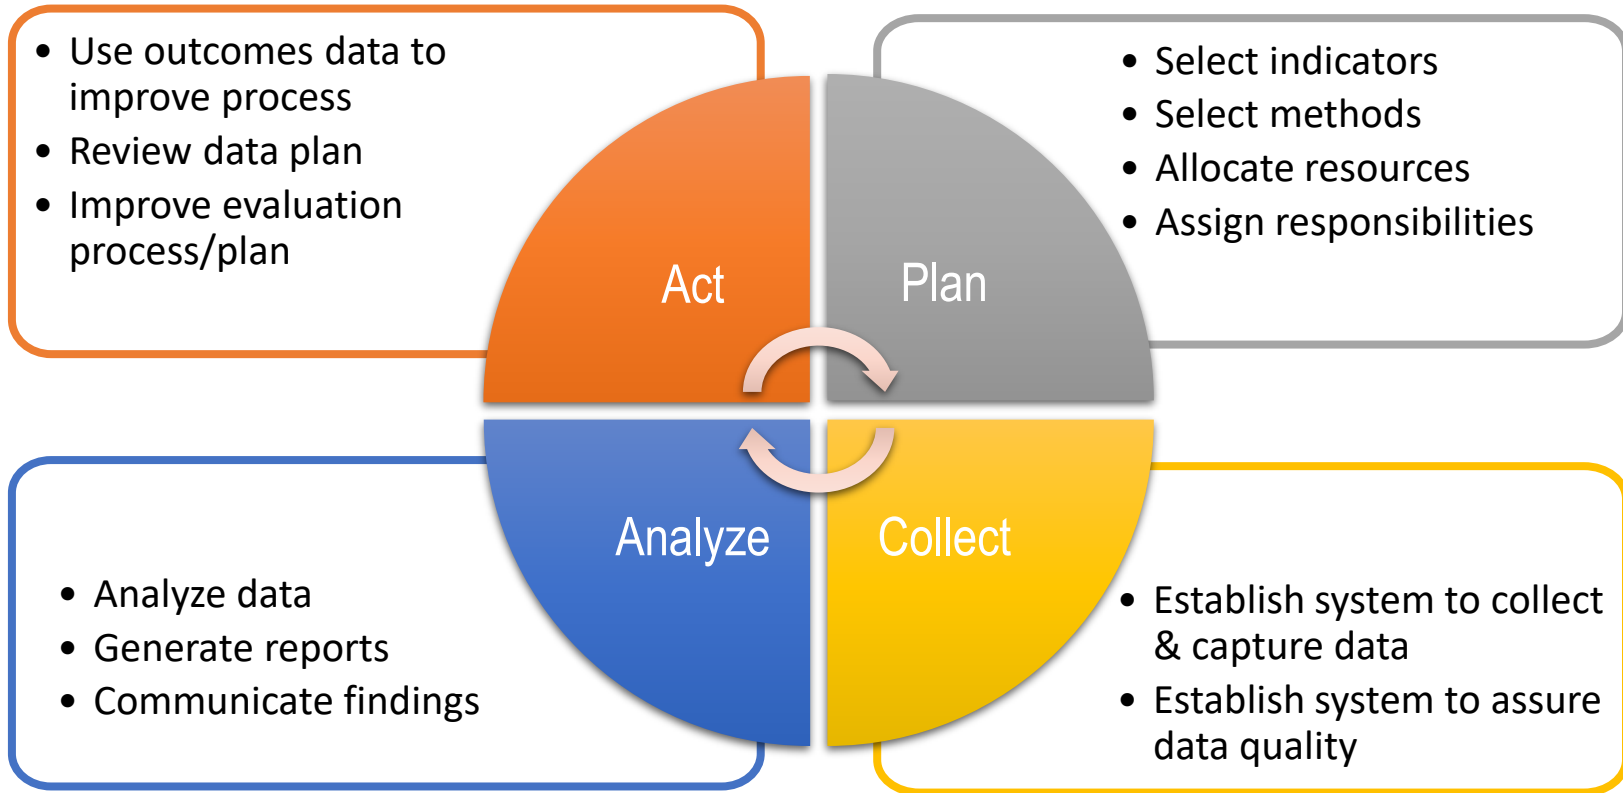 • Use outcomes data to
improve process
• Review data plan
• Improve evaluation
process/plan
• Select indicators
• Select methods
• Allocate resources
• Assign responsibilities
Act
Plan
Analyze
Collect
• Analyze data
• Generate reports
• Communicate findings
• Establish system to collect
& capture data
• Establish system to assure
data quality